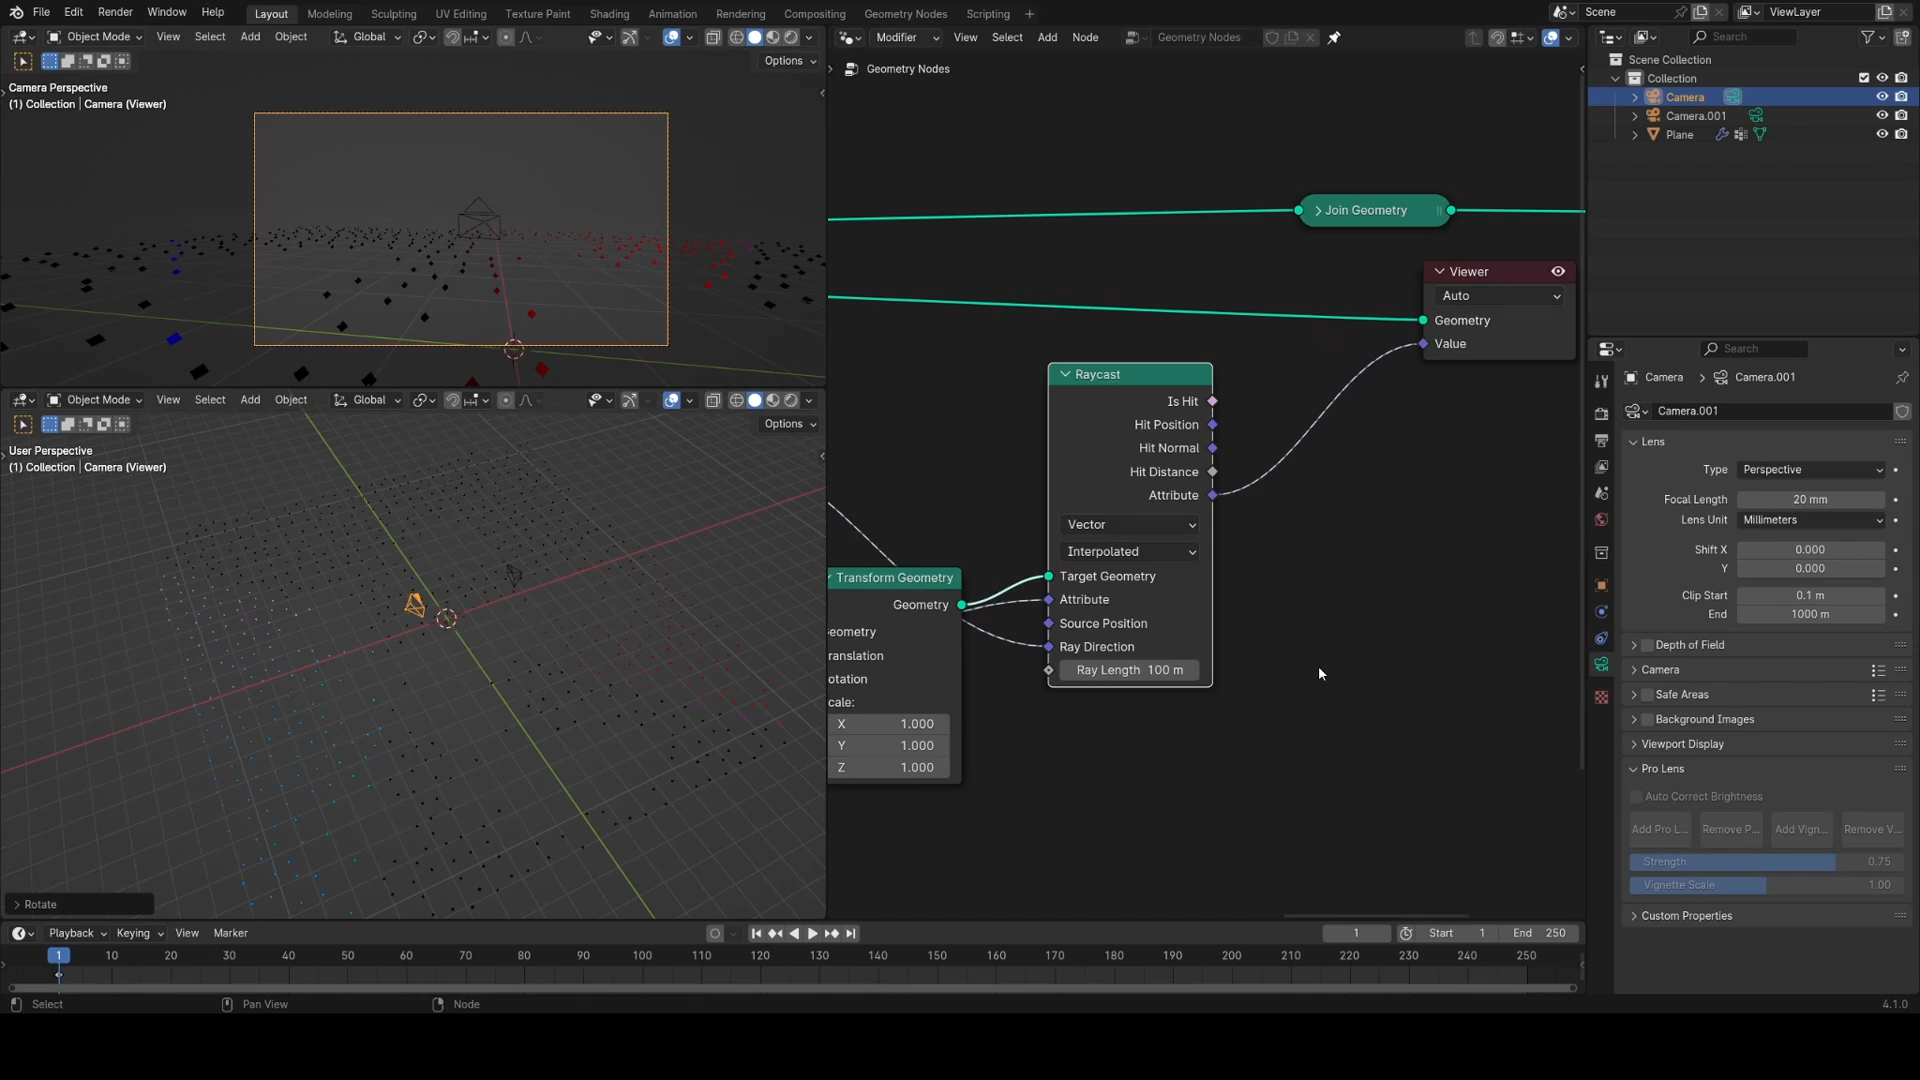 File Edit Render Window Help Layout Modeling Sculpting UV Editing Texture Paint Shading Animation Rendering Compositing Geometry Nodes Scripting + Scene ViewLayer
Object Mode View Select Add Object Global
Options
Camera Perspective
(1) Collection | Camera (Viewer)
Object Mode View Select Add Object Global
Options
User Perspective
(1) Collection | Camera (Viewer)
Rotate
Modifier View Select Add Node Geometry Nodes
Geometry Nodes
Join Geometry
Viewer
Auto
Geometry
Value
Raycast
Is Hit
Hit Position
Hit Normal
Hit Distance
Attribute
Vector
Interpolated
Target Geometry
Attribute
Source Position
Ray Direction
Ray Length 100 m
Transform Geometry
Geometry
eometry
ranslation
otation
cale:
X 1.000
Y 1.000
Z 1.000
Search
Scene Collection
Collection
Camera
Camera.001
Plane
Search
Camera Camera.001
Camera.001
Lens
Type Perspective
Focal Length 20 mm
Lens Unit Millimeters
Shift X 0.000
Y 0.000
Clip Start 0.1 m
End 1000 m
Depth of Field
Camera
Safe Areas
Background Images
Viewport Display
Pro Lens
Auto Correct Brightness
Add Pro L... Remove P... Add Vign... Remove V...
Strength 0.75
Vignette Scale 1.00
Custom Properties
Playback Keying View Marker 1 Start 1 End 250
1 10 20 30 40 50 60 70 80 90 100 110 120 130 140 150 160 170 180 190 200 210 220 230 240 250
Select Pan View Node 4.1.0